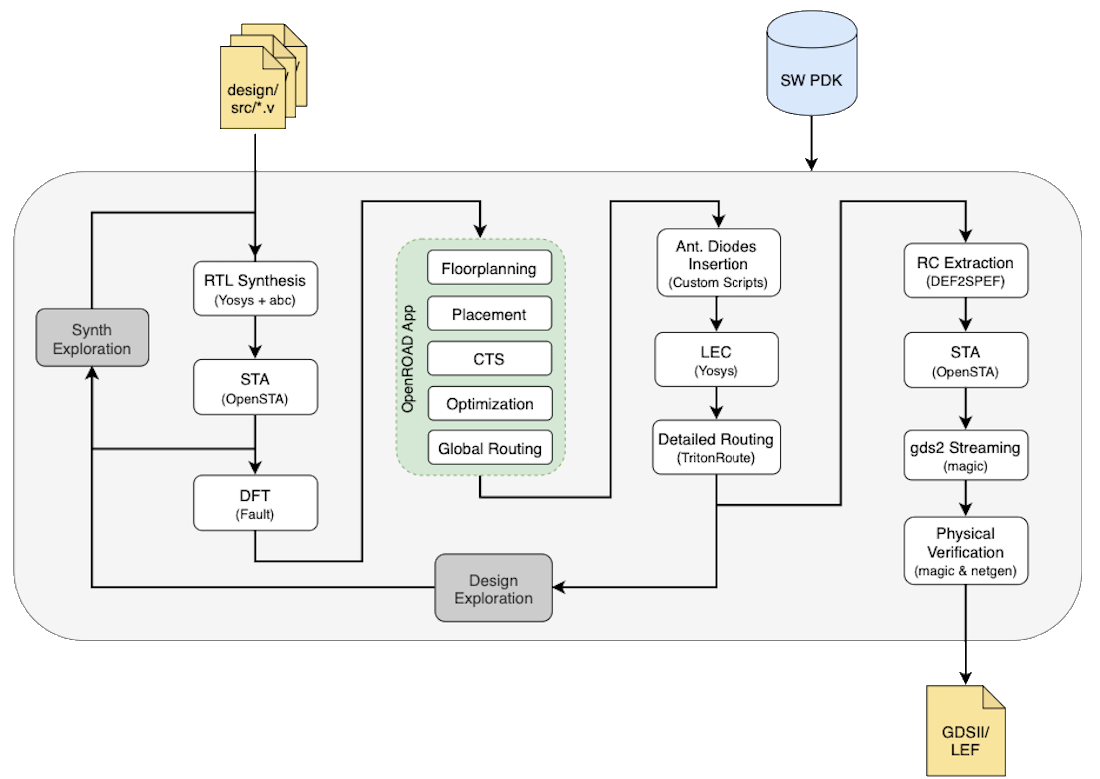 design/
src/*.v
/
/
SW PDK
RTL Synthesis
(Yosys + abc)
Synth
Exploration
STA
(OpenSTA)
DFT
(Fault)
OpenROAD App
Floorplanning
Placement
CTS
Optimization
Global Routing
Design
Exploration
Ant. Diodes
Insertion
(Custom Scripts)
LEC
(Yosys)
Detailed Routing
(TritonRoute)
RC Extraction
(DEF2SPEF)
STA
(OpenSTA)
gds2 Streaming
(magic)
Physical
Verification
(magic & netgen)
GDSII/
LEF